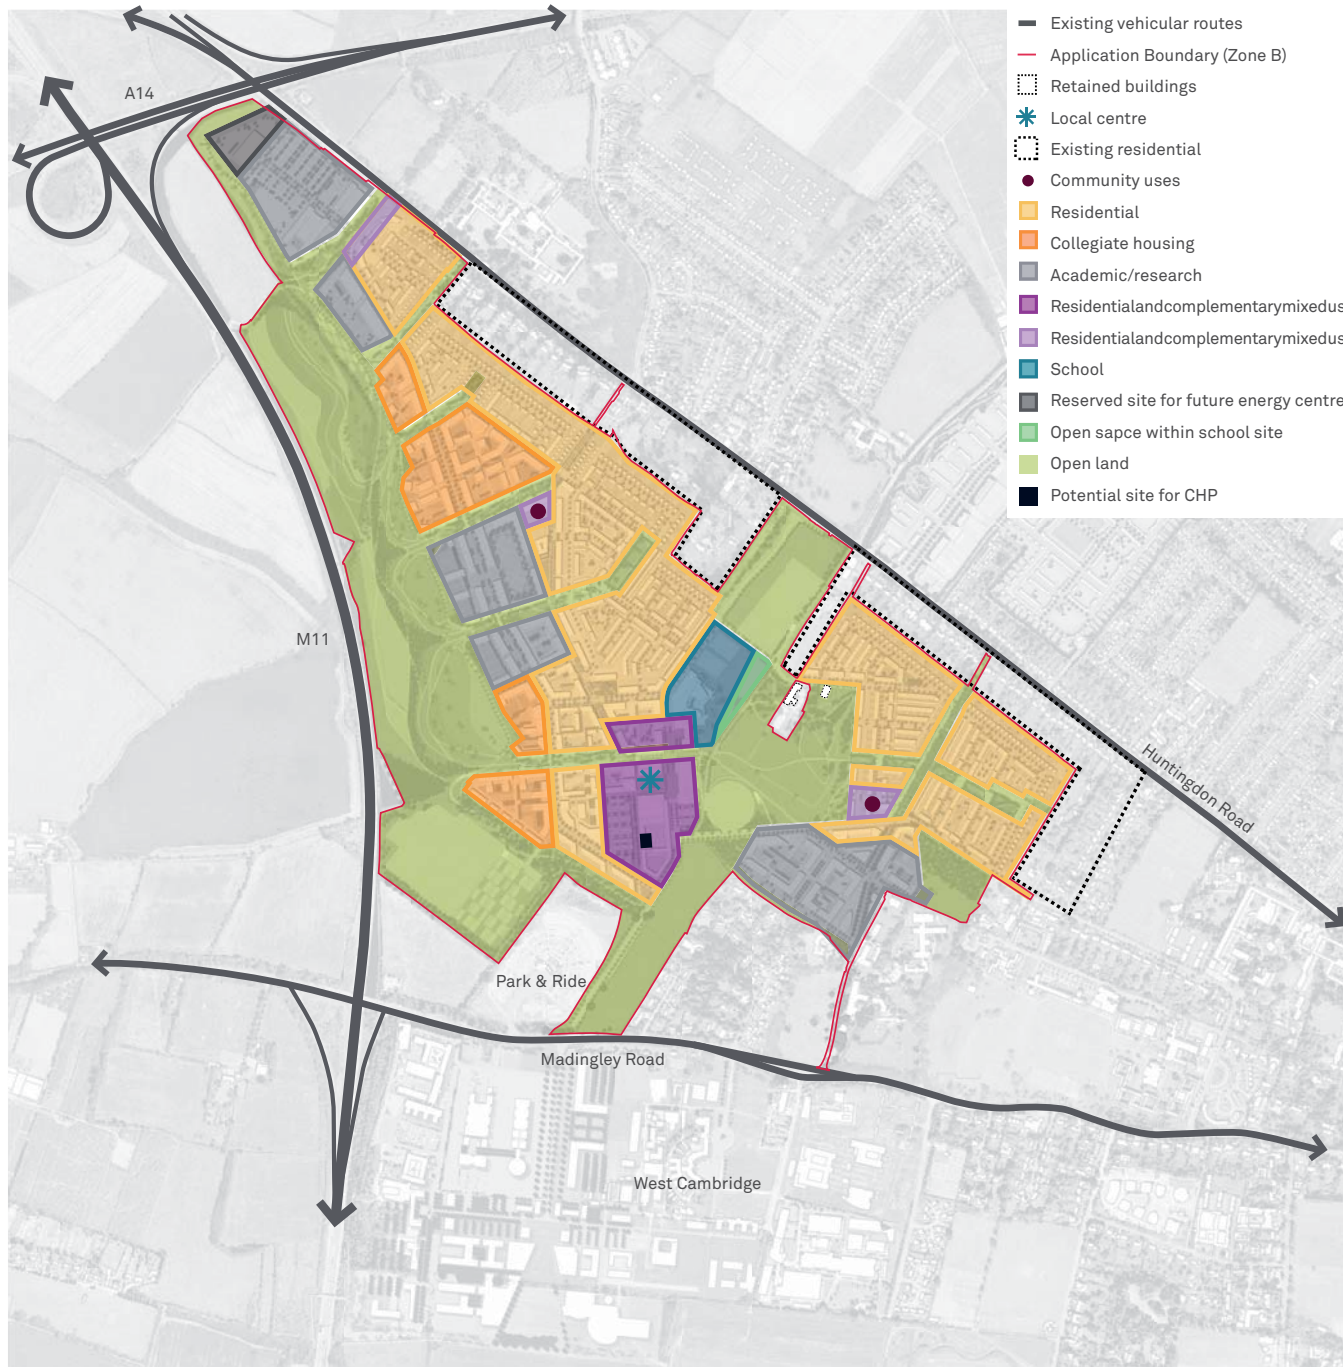 Existing vehicular routes
Application Boundary (Zone B)
Retained buildings
Local centre
Existing residential
Community uses
Residential
Collegiate housing
Academic/research
Residentialandcomplementarymixedus
Residentialandcomplementarymixedus
School
Reserved site for future energy centre
Open sapce within school site
Open land
Potential site for CHP
A14
M11
Huntingdon Road
Park & Ride
Madingley Road
West Cambridge